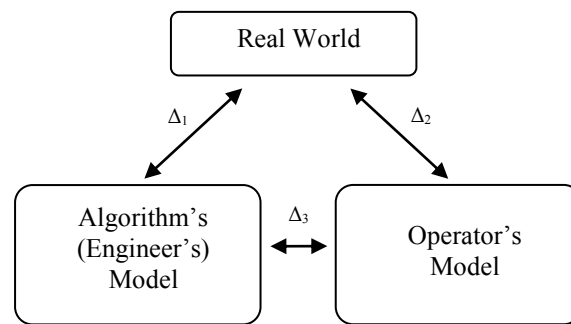 Real World
Δ₁
Δ₂
Algorithm’s
(Engineer’s)
Model
Δ₃
Operator’s
Model